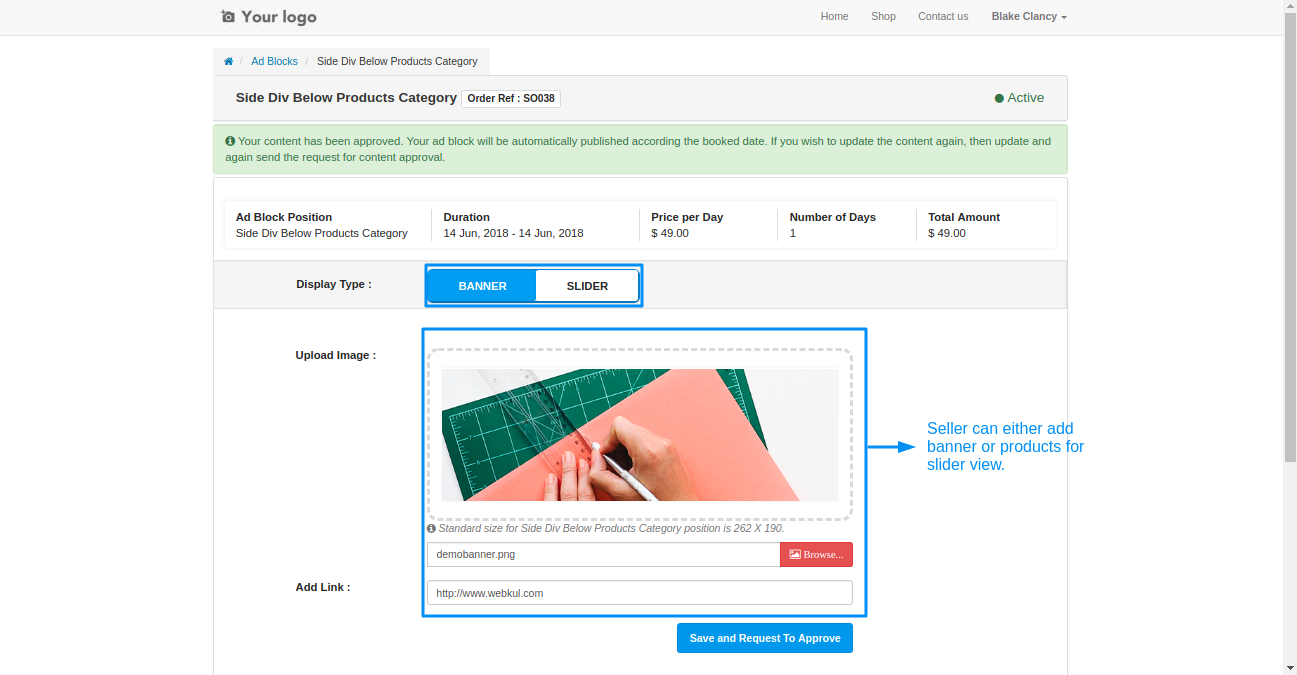 Your logo
Home Shop Contact us Blake Clancy
/ Ad Blocks / Side Div Below Products Category
Side Div Below Products Category Order Ref : SO038 Active
Your content has been approved. Your ad block will be automatically published according the booked date. If you wish to update the content again, then update and
again send the request for content approval.
Ad Block Position Duration Price per Day Number of Days Total Amount
Side Div Below Products Category 14 Jun, 2018 - 14 Jun, 2018 $ 49.00 1 $ 49.00
Display Type : BANNER SLIDER
Upload Image :
Seller can either add
banner or products for
slider view.
Standard size for Side Div Below Products Category position is 262 X 190.
demobanner.png Browse...
Add Link : http://www.webkul.com
Save and Request To Approve